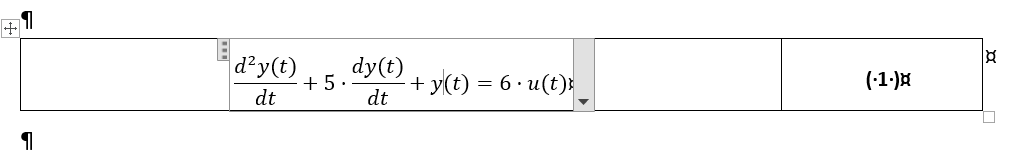 ¶
d²y(t)/dt + 5 · dy(t)/dt + y(t) = 6 · u(t)¤
(·1·)¤ ¤
¶